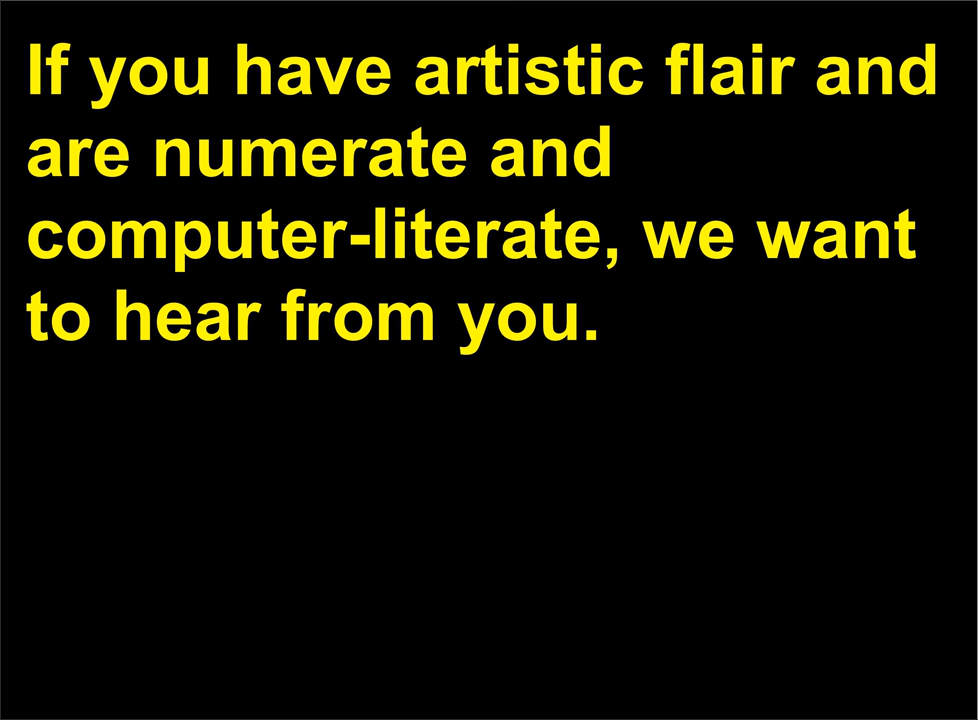 If you have artistic flair and
are numerate and
computer-literate, we want
to hear from you.